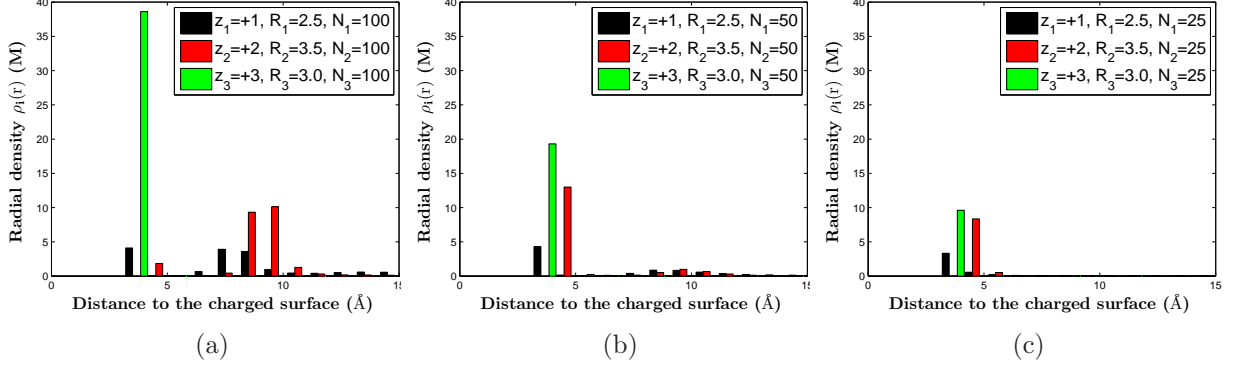 40
35
30
25
20
15
10
5
0
Radial density ρi(r) (M)
z1=+1, R1=2.5, N1=100
z2=+2, R2=3.5, N2=100
z3=+3, R3=3.0, N3=100
0 5 10 15
Distance to the charged surface (Å)
(a)
40
35
30
25
20
15
10
5
0
Radial density ρi(r) (M)
z1=+1, R1=2.5, N1=50
z2=+2, R2=3.5, N2=50
z3=+3, R3=3.0, N3=50
0 5 10 15
Distance to the charged surface (Å)
(b)
40
35
30
25
20
15
10
5
0
Radial density ρi(r) (M)
z1=+1, R1=2.5, N1=25
z2=+2, R2=3.5, N2=25
z3=+3, R3=3.0, N3=25
0 5 10 15
Distance to the charged surface (Å)
(c)